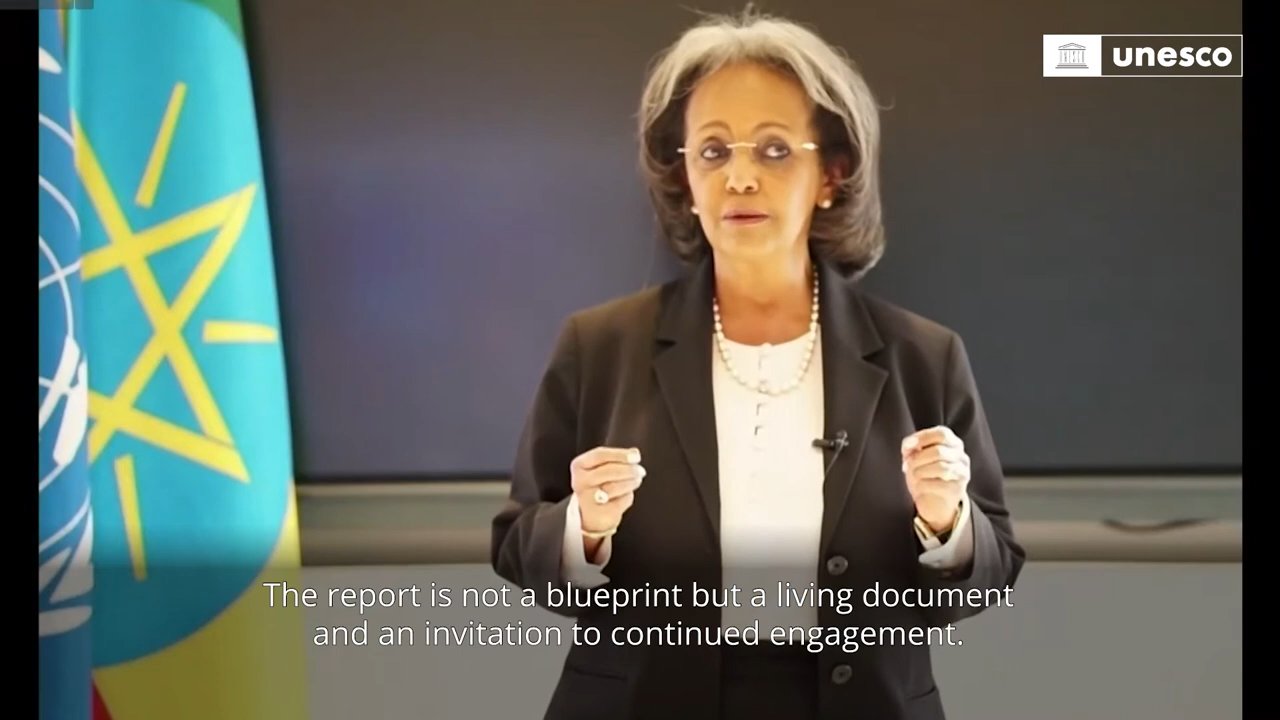 unesco
The report is not a blueprint but a living document
and an invitation to continued engagement.